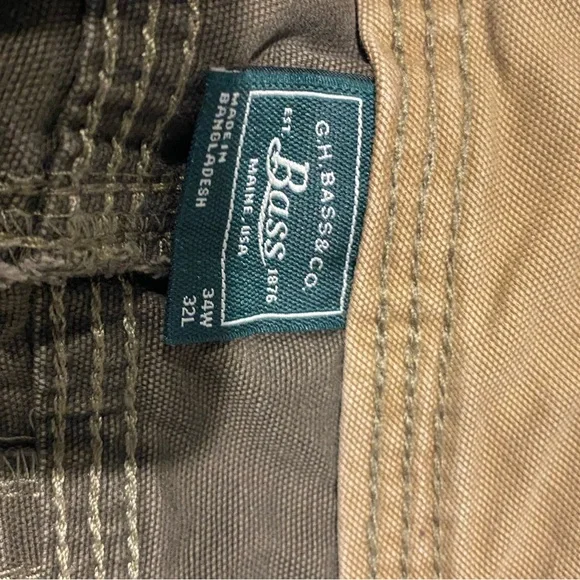 G.H. BASS & CO.
EST. Bass 1876
MAINE, USA
MADE IN
BANGLADESH
34W
32L